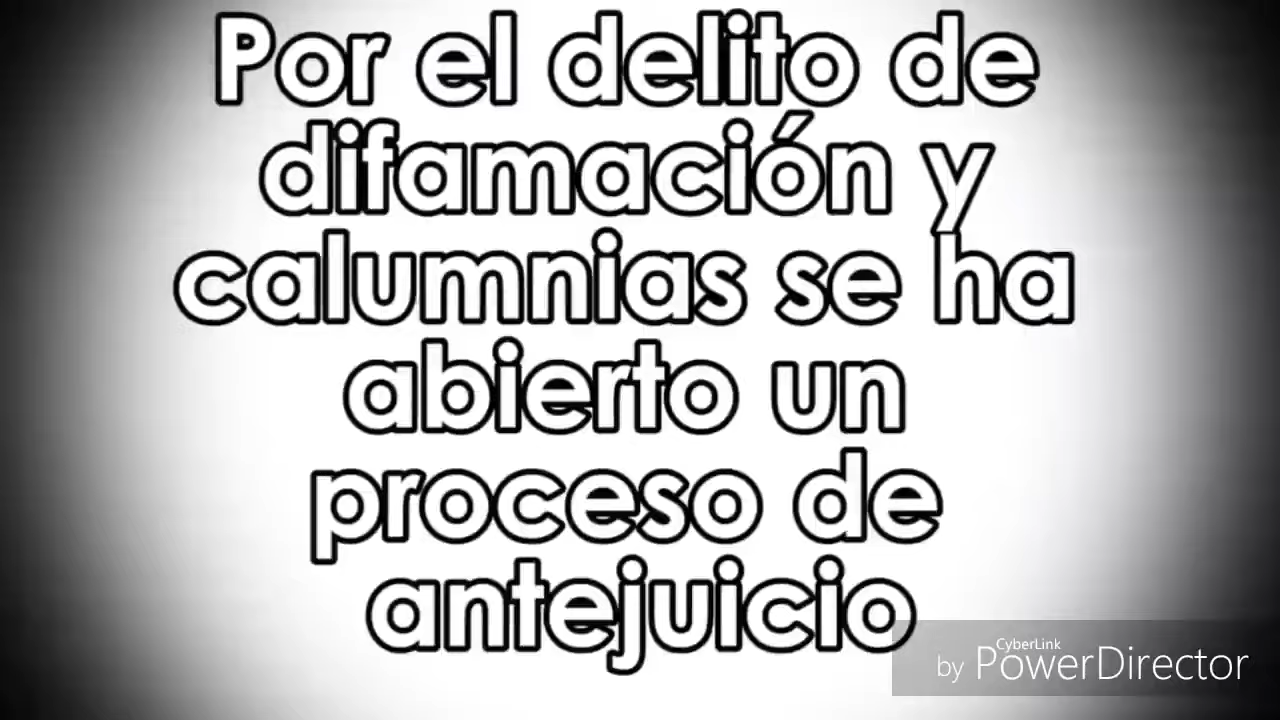 Por el delito de
difamación y
calumnias se ha
abierto un
proceso de
antejuicio
CyberLink
by PowerDirector